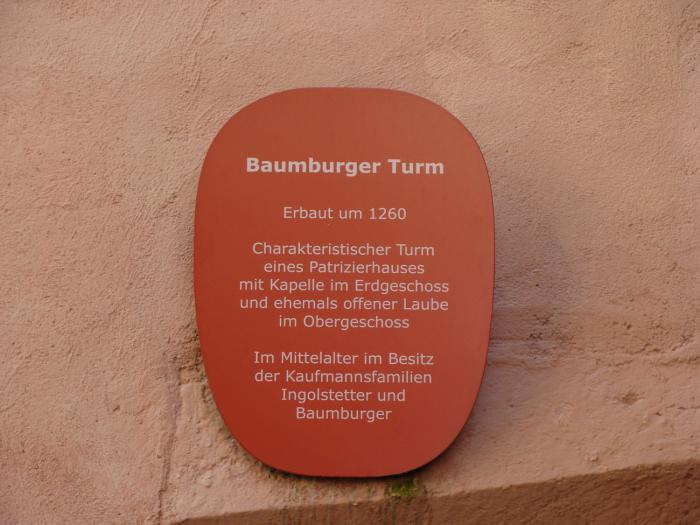 Baumburger Turm
Erbaut um 1260
Charakteristischer Turm
eines Patrizierhauses
mit Kapelle im Erdgeschoss
und ehemals offener Laube
im Obergeschoss
Im Mittelalter im Besitz
der Kaufmannsfamilien
Ingolstetter und
Baumburger